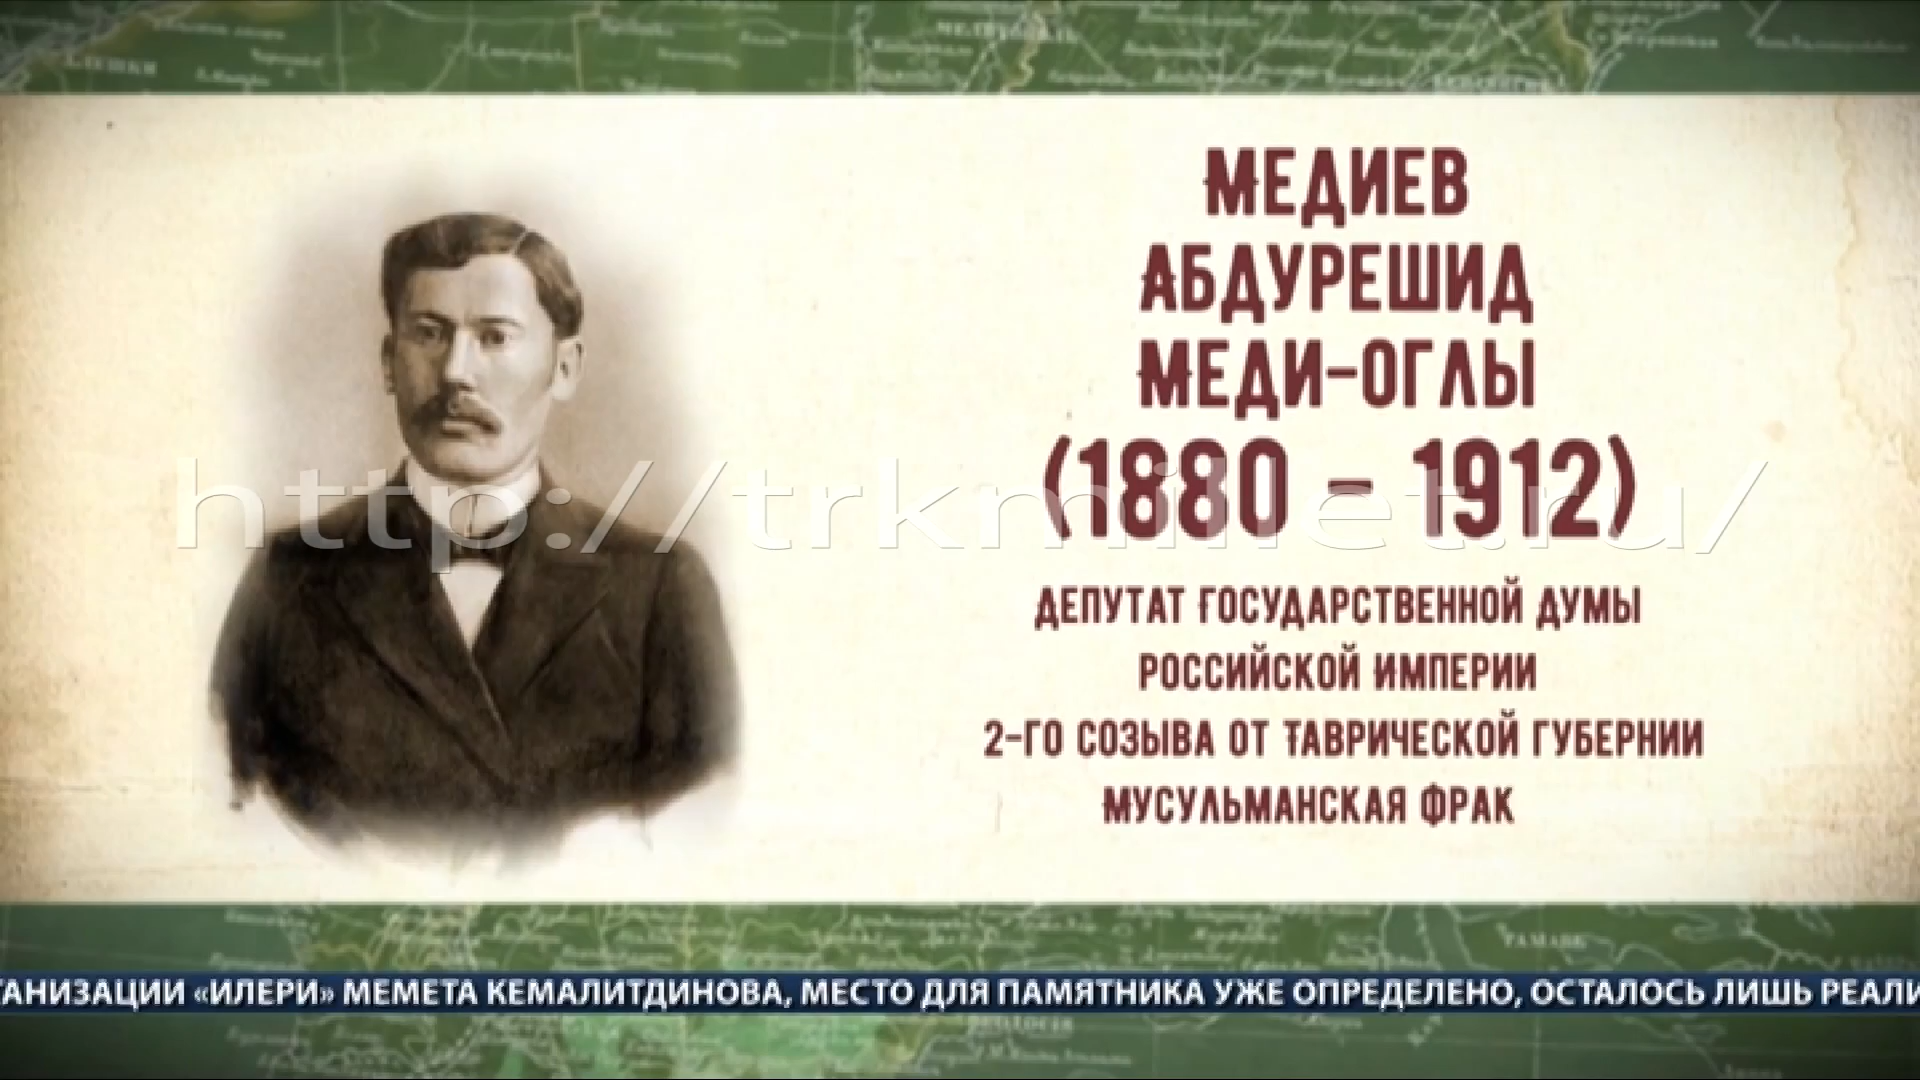 МЕДИЕВ
АБДУРЕШИД
МЕДИ-ОГЛЫ
(1880 – 1912)
http://trkmillet.ru/
ДЕПУТАТ ГОСУДАРСТВЕННОЙ ДУМЫ
РОССИЙСКОЙ ИМПЕРИИ
2-ГО СОЗЫВА ОТ ТАВРИЧЕСКОЙ ГУБЕРНИИ
МУСУЛЬМАНСКАЯ ФРАК
ГАНИЗАЦИИ «ИЛЕРИ» МЕМЕТА КЕМАЛИТДИНОВА, МЕСТО ДЛЯ ПАМЯТНИКА УЖЕ ОПРЕДЕЛЕНО, ОСТАЛОСЬ ЛИШЬ РЕАЛИ